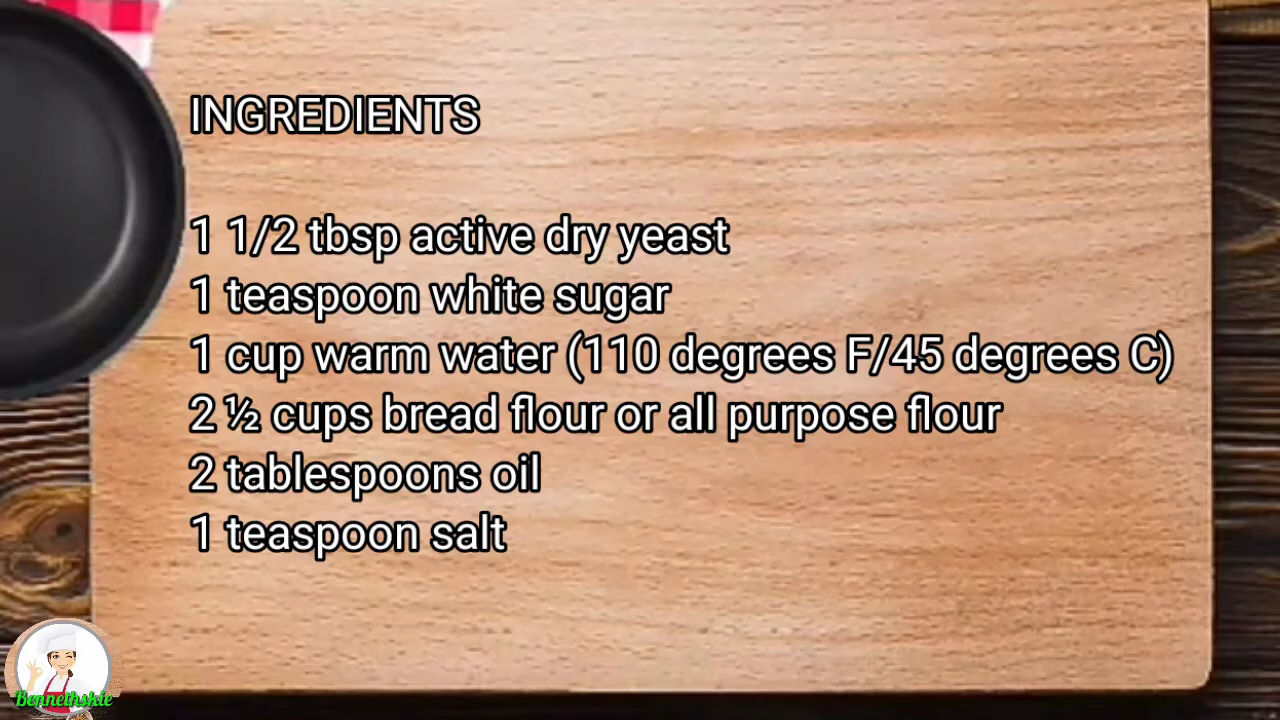 INGREDIENTS
1 1/2 tbsp active dry yeast
1 teaspoon white sugar
1 cup warm water (110 degrees F/45 degrees C)
2 ½ cups bread flour or all purpose flour
2 tablespoons oil
1 teaspoon salt
Bennethskie